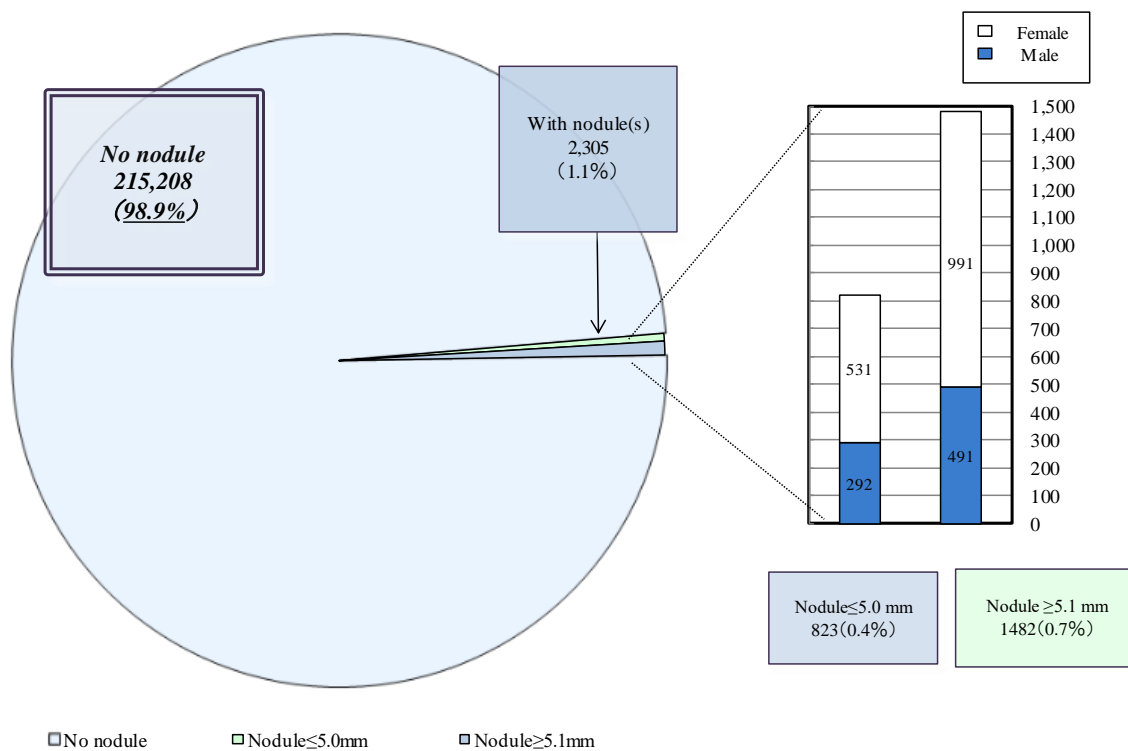 Female
Male
No nodule
215,208
(98.9%)
With nodule(s)
2,305
(1.1%)
1,500
1,400
1,300
1,200
1,100
1,000
900
800
700
600
500
400
300
200
100
0
991
531
491
292
Nodule≤5.0 mm
823(0.4%)
Nodule ≥5.1 mm
1482(0.7%)
No nodule
Nodule≤5.0mm
Nodule≥5.1mm